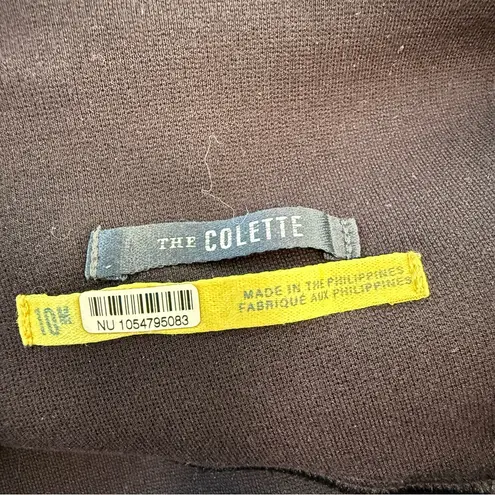 THE COLETTE
MADE IN THE PHILIPPINES
FABRIQUÉ AUX PHILIPPINES
NU 1054795083